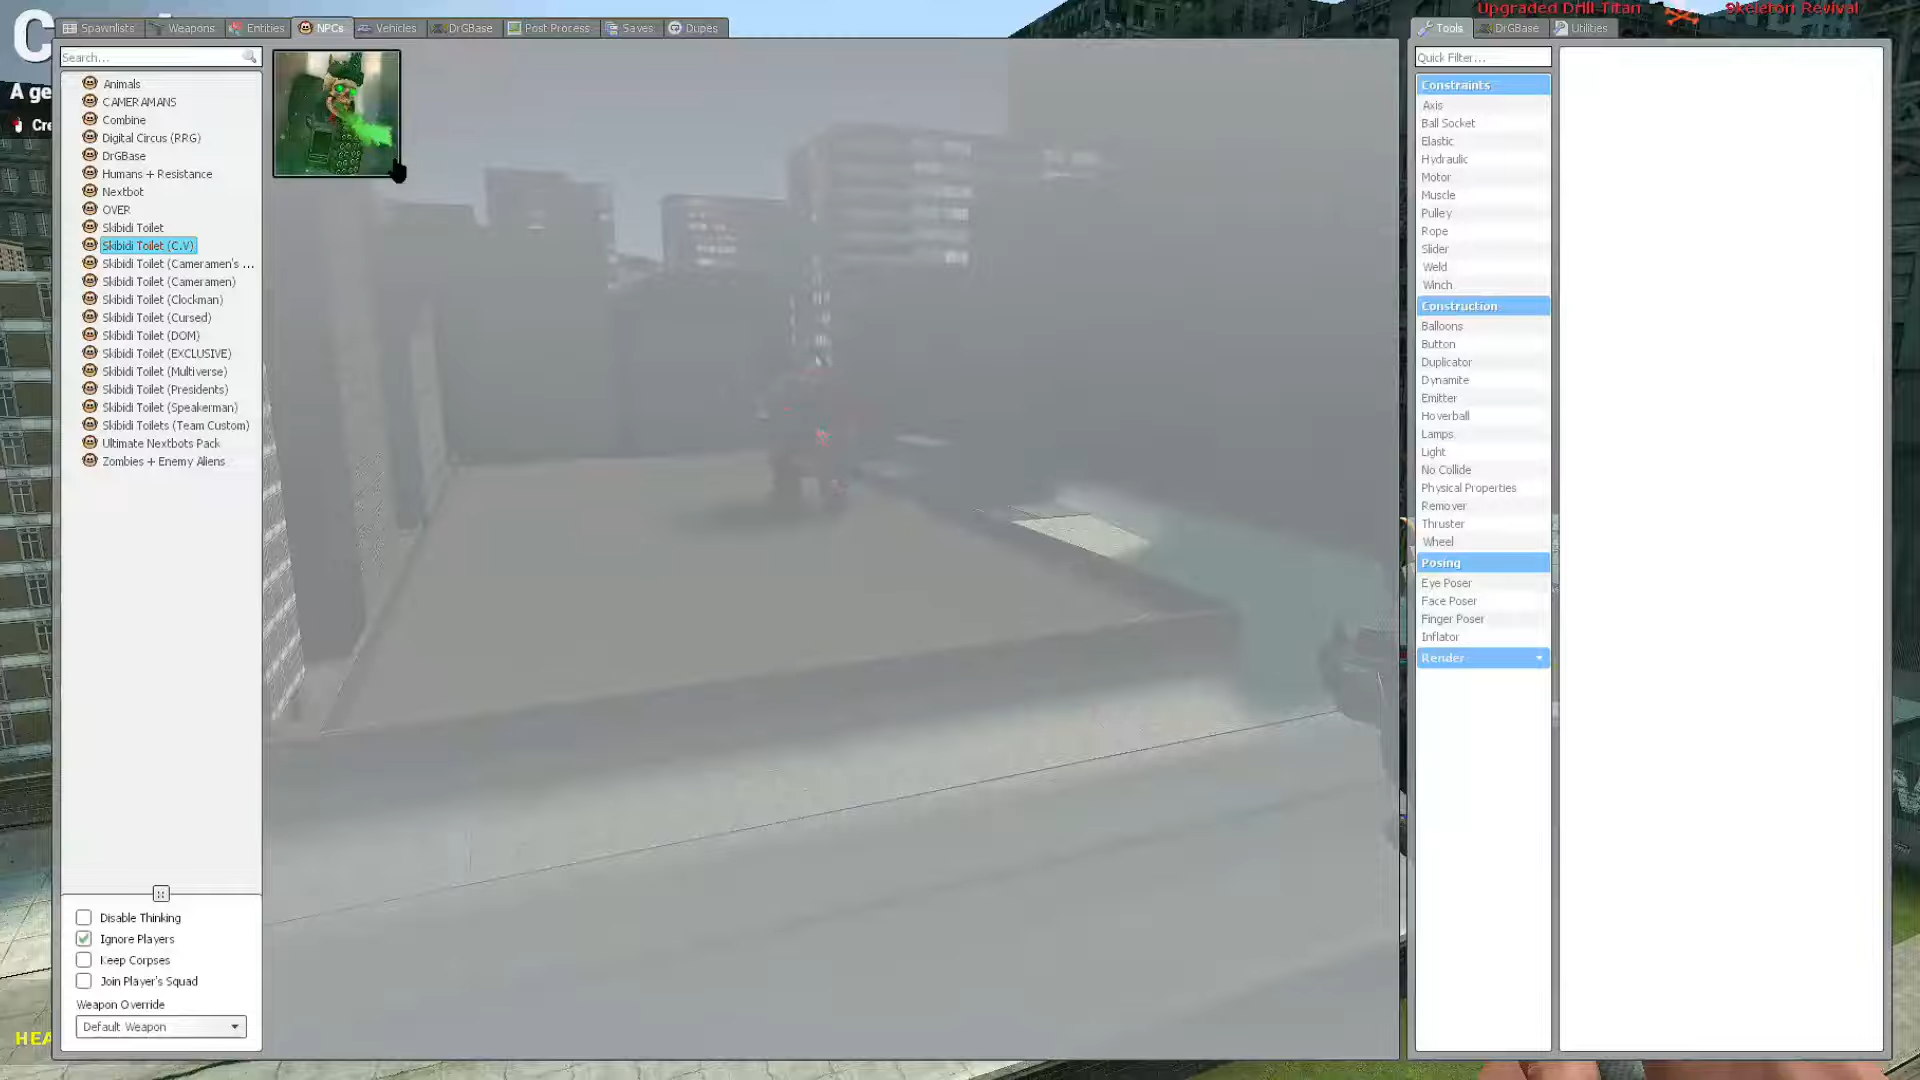 Upgraded Drill Titan
Skeleton Revival
Spawnlists
Weapons
Entities
NPCs
Vehicles
DrGBase
Post Process
Saves
Dupes
Tools
DrGBase
Utilities
C
A ge
Cre
Search...
Animals
CAMERAMANS
Combine
Digital Circus (RRG)
DrGBase
Humans + Resistance
Nextbot
OVER
Skibidi Toilet
Skibidi Toilet (C.V)
Skibidi Toilet (Cameramen's ...
Skibidi Toilet (Cameramen)
Skibidi Toilet (Clockman)
Skibidi Toilet (Cursed)
Skibidi Toilet (DOM)
Skibidi Toilet (EXCLUSIVE)
Skibidi Toilet (Multiverse)
Skibidi Toilet (Presidents)
Skibidi Toilet (Speakerman)
Skibidi Toilets (Team Custom)
Ultimate Nextbots Pack
Zombies + Enemy Aliens
Disable Thinking
Ignore Players
Keep Corpses
Join Player's Squad
Weapon Override
Default Weapon
HEA
Quick Filter...
Constraints
Axis
Ball Socket
Elastic
Hydraulic
Motor
Muscle
Pulley
Rope
Slider
Weld
Winch
Construction
Balloons
Button
Duplicator
Dynamite
Emitter
Hoverball
Lamps
Light
No Collide
Physical Properties
Remover
Thruster
Wheel
Posing
Eye Poser
Face Poser
Finger Poser
Inflator
Render